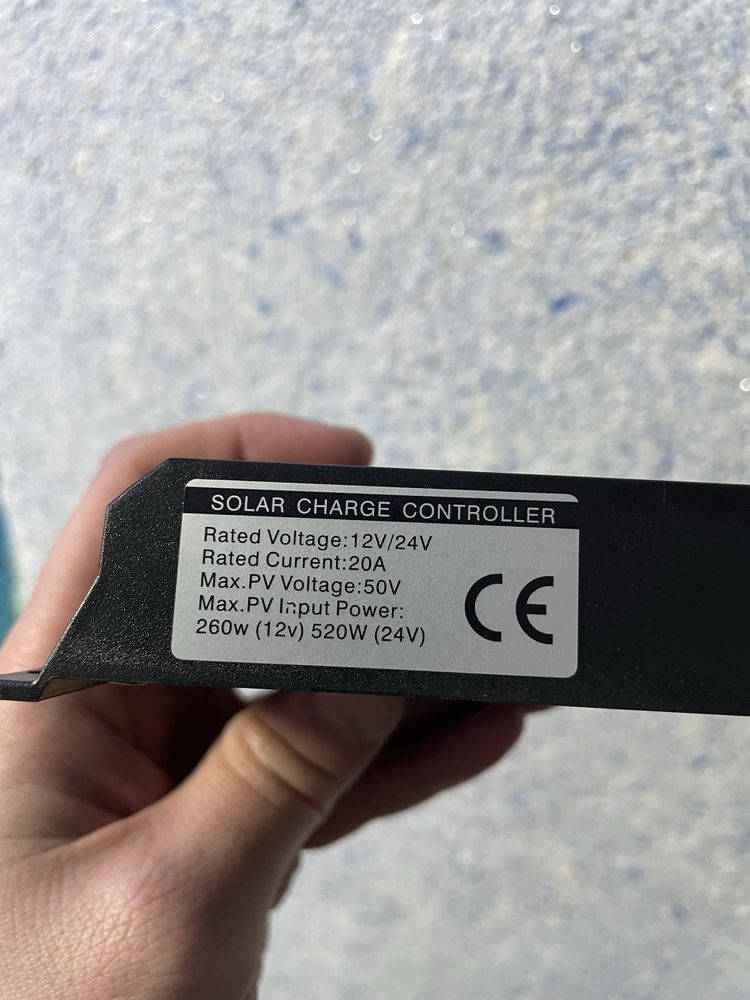 SOLAR CHARGE CONTROLLER
Rated Voltage:12V/24V
Rated Current:20A
Max.PV Voltage:50V
Max.PV Input Power:
260w (12v) 520W (24V)
CE